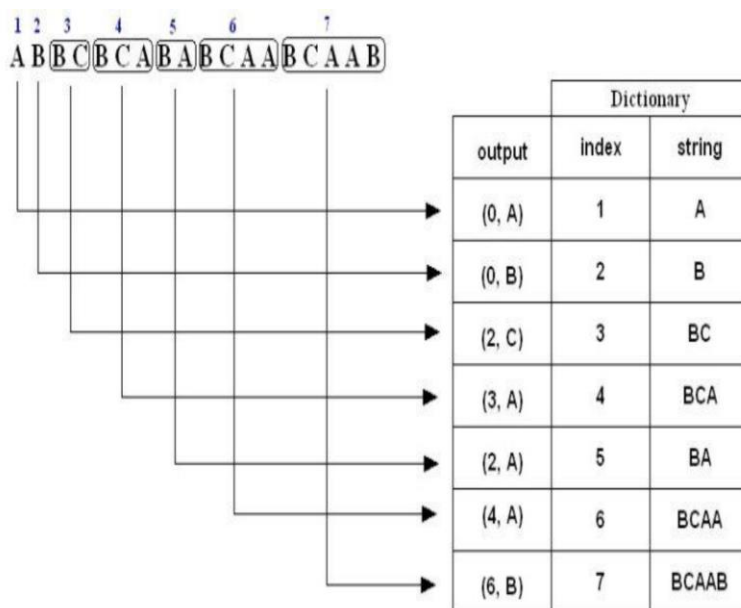 1 2 3 4 5 6 7
A B B C B C A B A B C A A B C A A B
Dictionary
output index string
(0, A) 1 A
(0, B) 2 B
(2, C) 3 BC
(3, A) 4 BCA
(2, A) 5 BA
(4, A) 6 BCAA
(6, B) 7 BCAAB